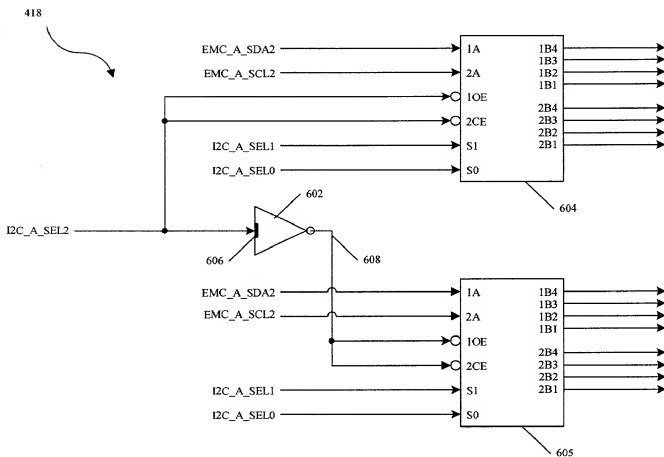 418
EMC_A_SDA2
EMC_A_SCL2
I2C_A_SEL1
I2C_A_SEL0
1A
2A
1OE
2CE
S1
S0
1B4
1B3
1B2
1B1
2B4
2B3
2B2
2B1
604
I2C_A_SEL2
602
606
608
EMC_A_SDA2
EMC_A_SCL2
I2C_A_SEL1
I2C_A_SEL0
1A
2A
1OE
2CE
S1
S0
1B4
1B3
1B2
1B1
2B4
2B3
2B2
2B1
605